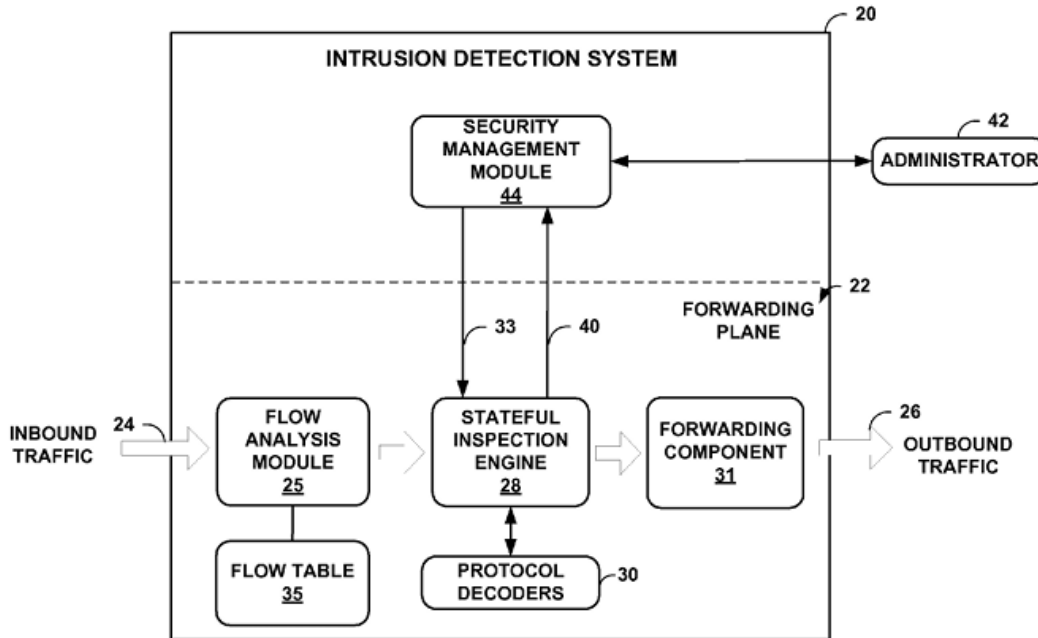 20
INTRUSION DETECTION SYSTEM
SECURITY
MANAGEMENT
MODULE
44
42
ADMINISTRATOR
22
FORWARDING
PLANE
33
40
INBOUND
TRAFFIC
24
FLOW
ANALYSIS
MODULE
25
STATEFUL
INSPECTION
ENGINE
28
FORWARDING
COMPONENT
31
26
OUTBOUND
TRAFFIC
FLOW TABLE
35
PROTOCOL
DECODERS
30